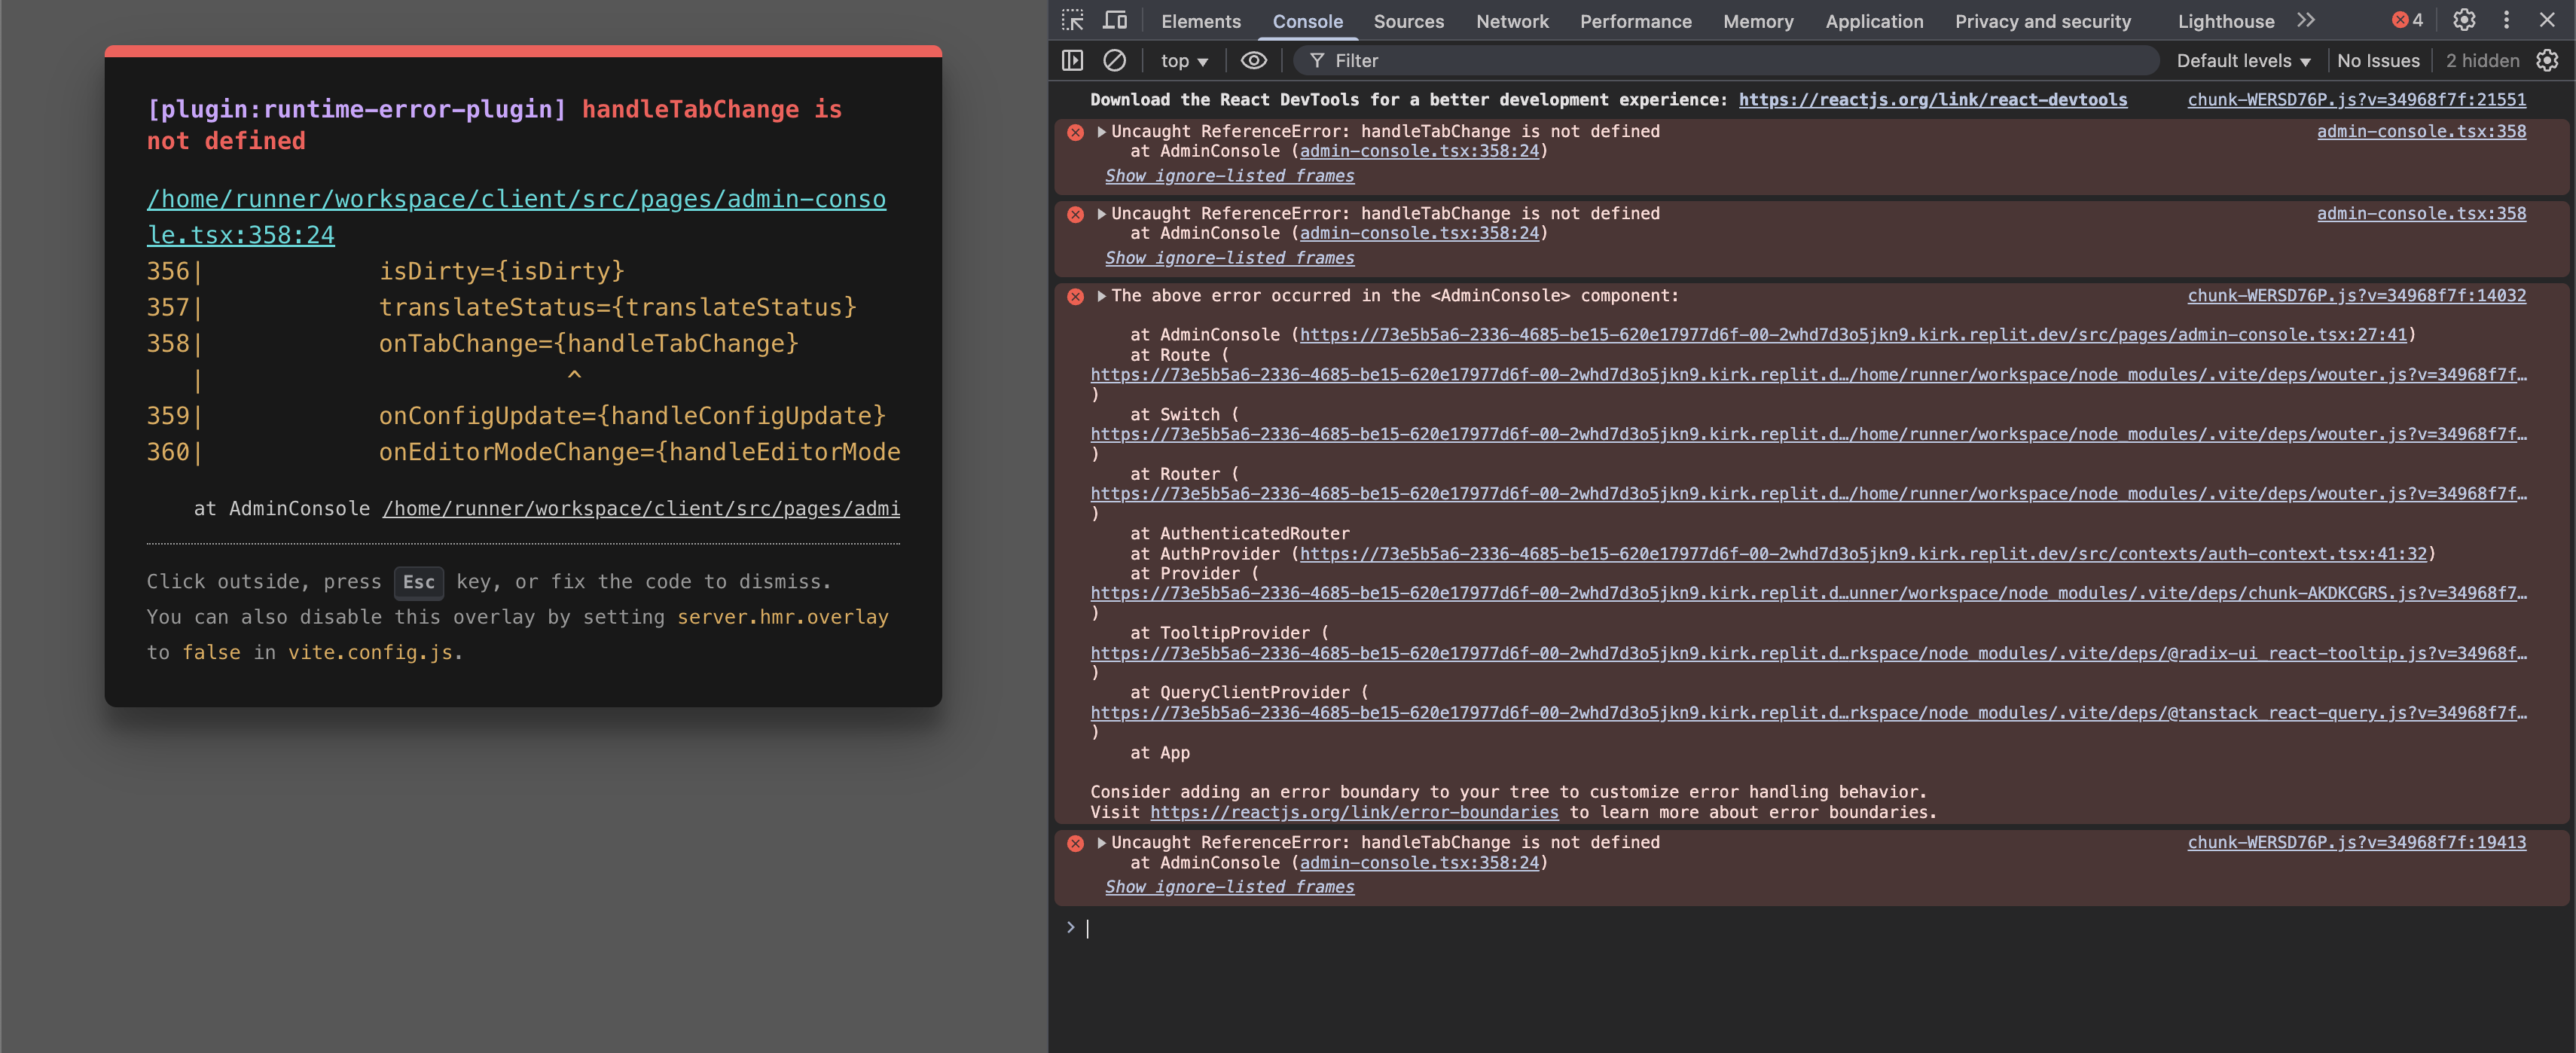 [plugin:runtime-error-plugin] handleTabChange is
not defined
/home/runner/workspace/client/src/pages/admin-conso
le.tsx:358:24
356|            isDirty={isDirty}
357|            translateStatus={translateStatus}
358|            onTabChange={handleTabChange}
   |                         ^
359|            onConfigUpdate={handleConfigUpdate}
360|            onEditorModeChange={handleEditorMode
at AdminConsole /home/runner/workspace/client/src/pages/admi
Click outside, press Esc key, or fix the code to dismiss.
You can also disable this overlay by setting server.hmr.overlay
to false in vite.config.js.
Elements Console Sources Network Performance Memory Application Privacy and security Lighthouse 4
top Filter Default levels No Issues 2 hidden
Download the React DevTools for a better development experience: https://reactjs.org/link/react-devtools chunk-WERSD76P.js?v=34968f7f:21551
Uncaught ReferenceError: handleTabChange is not defined admin-console.tsx:358
at AdminConsole (admin-console.tsx:358:24)
Show ignore-listed frames
Uncaught ReferenceError: handleTabChange is not defined admin-console.tsx:358
at AdminConsole (admin-console.tsx:358:24)
Show ignore-listed frames
The above error occurred in the <AdminConsole> component: chunk-WERSD76P.js?v=34968f7f:14032
at AdminConsole (https://73e5b5a6-2336-4685-be15-620e17977d6f-00-2whd7d3o5jkn9.kirk.replit.dev/src/pages/admin-console.tsx:27:41)
at Route (
https://73e5b5a6-2336-4685-be15-620e17977d6f-00-2whd7d3o5jkn9.kirk.replit.d…/home/runner/workspace/node_modules/.vite/deps/wouter.js?v=34968f7f…
)
at Switch (
https://73e5b5a6-2336-4685-be15-620e17977d6f-00-2whd7d3o5jkn9.kirk.replit.d…/home/runner/workspace/node_modules/.vite/deps/wouter.js?v=34968f7f…
)
at Router (
https://73e5b5a6-2336-4685-be15-620e17977d6f-00-2whd7d3o5jkn9.kirk.replit.d…/home/runner/workspace/node_modules/.vite/deps/wouter.js?v=34968f7f…
)
at AuthenticatedRouter
at AuthProvider (https://73e5b5a6-2336-4685-be15-620e17977d6f-00-2whd7d3o5jkn9.kirk.replit.dev/src/contexts/auth-context.tsx:41:32)
at Provider (
https://73e5b5a6-2336-4685-be15-620e17977d6f-00-2whd7d3o5jkn9.kirk.replit.d…unner/workspace/node_modules/.vite/deps/chunk-AKDKCGRS.js?v=34968f7…
)
at TooltipProvider (
https://73e5b5a6-2336-4685-be15-620e17977d6f-00-2whd7d3o5jkn9.kirk.replit.d…rkspace/node_modules/.vite/deps/@radix-ui_react-tooltip.js?v=34968f…
)
at QueryClientProvider (
https://73e5b5a6-2336-4685-be15-620e17977d6f-00-2whd7d3o5jkn9.kirk.replit.d…rkspace/node_modules/.vite/deps/@tanstack_react-query.js?v=34968f7f…
)
at App
Consider adding an error boundary to your tree to customize error handling behavior.
Visit https://reactjs.org/link/error-boundaries to learn more about error boundaries.
Uncaught ReferenceError: handleTabChange is not defined chunk-WERSD76P.js?v=34968f7f:19413
at AdminConsole (admin-console.tsx:358:24)
Show ignore-listed frames